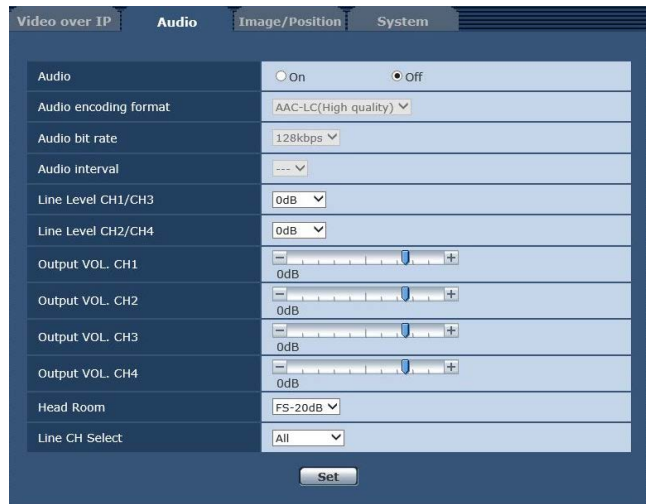 Video over IP Audio Image/Position System
Audio On Off
Audio encoding format AAC-LC(High quality)
Audio bit rate 128kbps
Audio interval ---
Line Level CH1/CH3 0dB
Line Level CH2/CH4 0dB
Output VOL. CH1 - +
0dB
Output VOL. CH2 - +
0dB
Output VOL. CH3 - +
0dB
Output VOL. CH4 - +
0dB
Head Room FS-20dB
Line CH Select All
Set